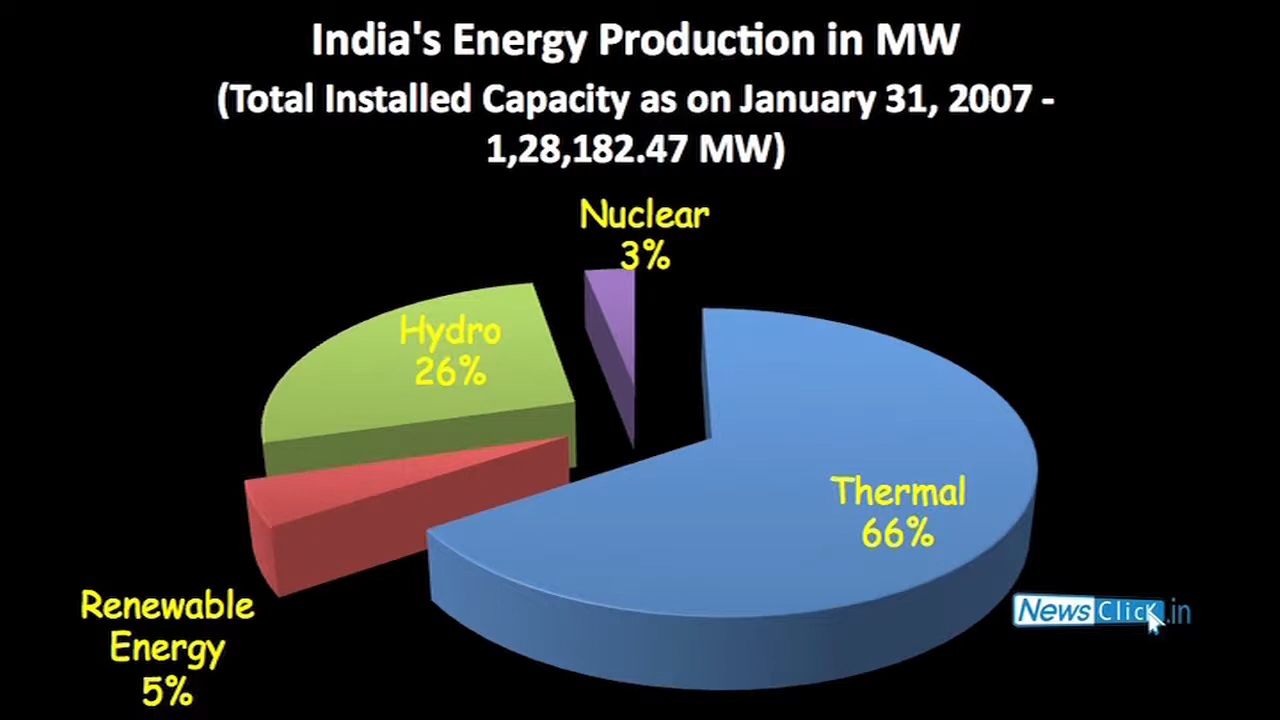 India's Energy Production in MW
(Total Installed Capacity as on January 31, 2007 -
1,28,182.47 MW)
Nuclear
3%
Hydro
26%
Thermal
66%
Renewable
Energy
5%
NewsClick.in